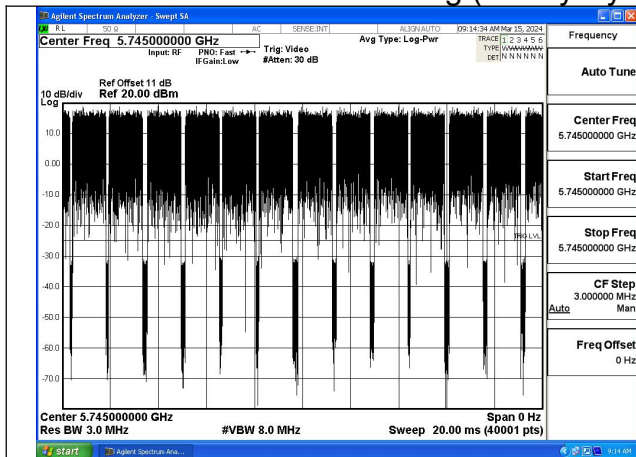 Agilent Spectrum Analyzer - Swept SA
RL 50 Ω AC SENSE:INT ALIGNAUTO 09:14:34 AM Mar 15, 2024
Center Freq 5.745000000 GHz
Input: RF PNO: Fast
IFGain:Low
Trig: Video
#Atten: 30 dB
Avg Type: Log-Pwr
TRACE 1 2 3 4 5 6
TYPE
DET N N N N N N
Ref Offset 11 dB
10 dB/div Ref 20.00 dBm
Log
10.0
0.00
-10.0
-20.0
-30.0
-40.0
-50.0
-60.0
-70.0
TRIG LVL
Center 5.745000000 GHz Span 0 Hz
Res BW 3.0 MHz #VBW 8.0 MHz Sweep 20.00 ms (40001 pts)
Frequency
Auto Tune
Center Freq
5.745000000 GHz
Start Freq
5.745000000 GHz
Stop Freq
5.745000000 GHz
CF Step
3.000000 MHz
Auto Man
Freq Offset
0 Hz
start Agilent Spectrum Ana... 9:14 AM